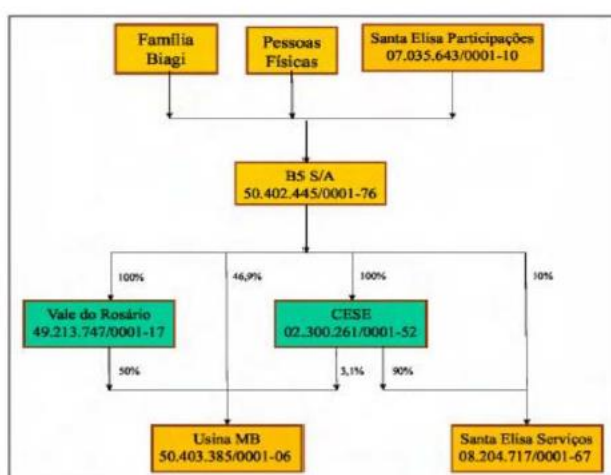 Família
Biagi
Pessoas
Físicas
Santa Elisa Participações
07.035.643/0001-10
B5 S/A
50.402.445/0001-76
100%
46,9%
100%
10%
Vale do Rosário
49.213.747/0001-17
CESE
02.300.261/0001-52
50%
3,1%
90%
Usina MB
50.403.385/0001-06
Santa Elisa Serviços
08.204.717/0001-67